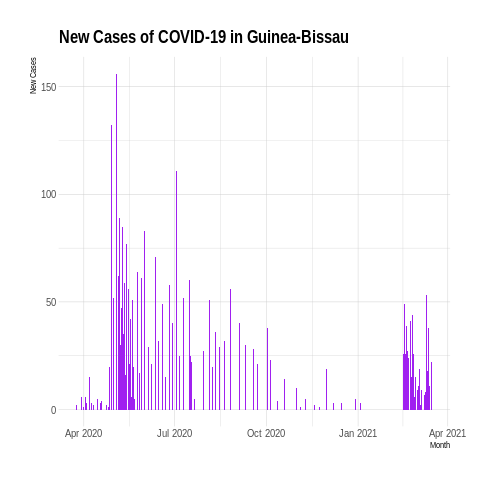 New Cases of COVID-19 in Guinea-Bissau
New Cases
150
100
50
0
Apr 2020 Jul 2020 Oct 2020 Jan 2021 Apr 2021
Month